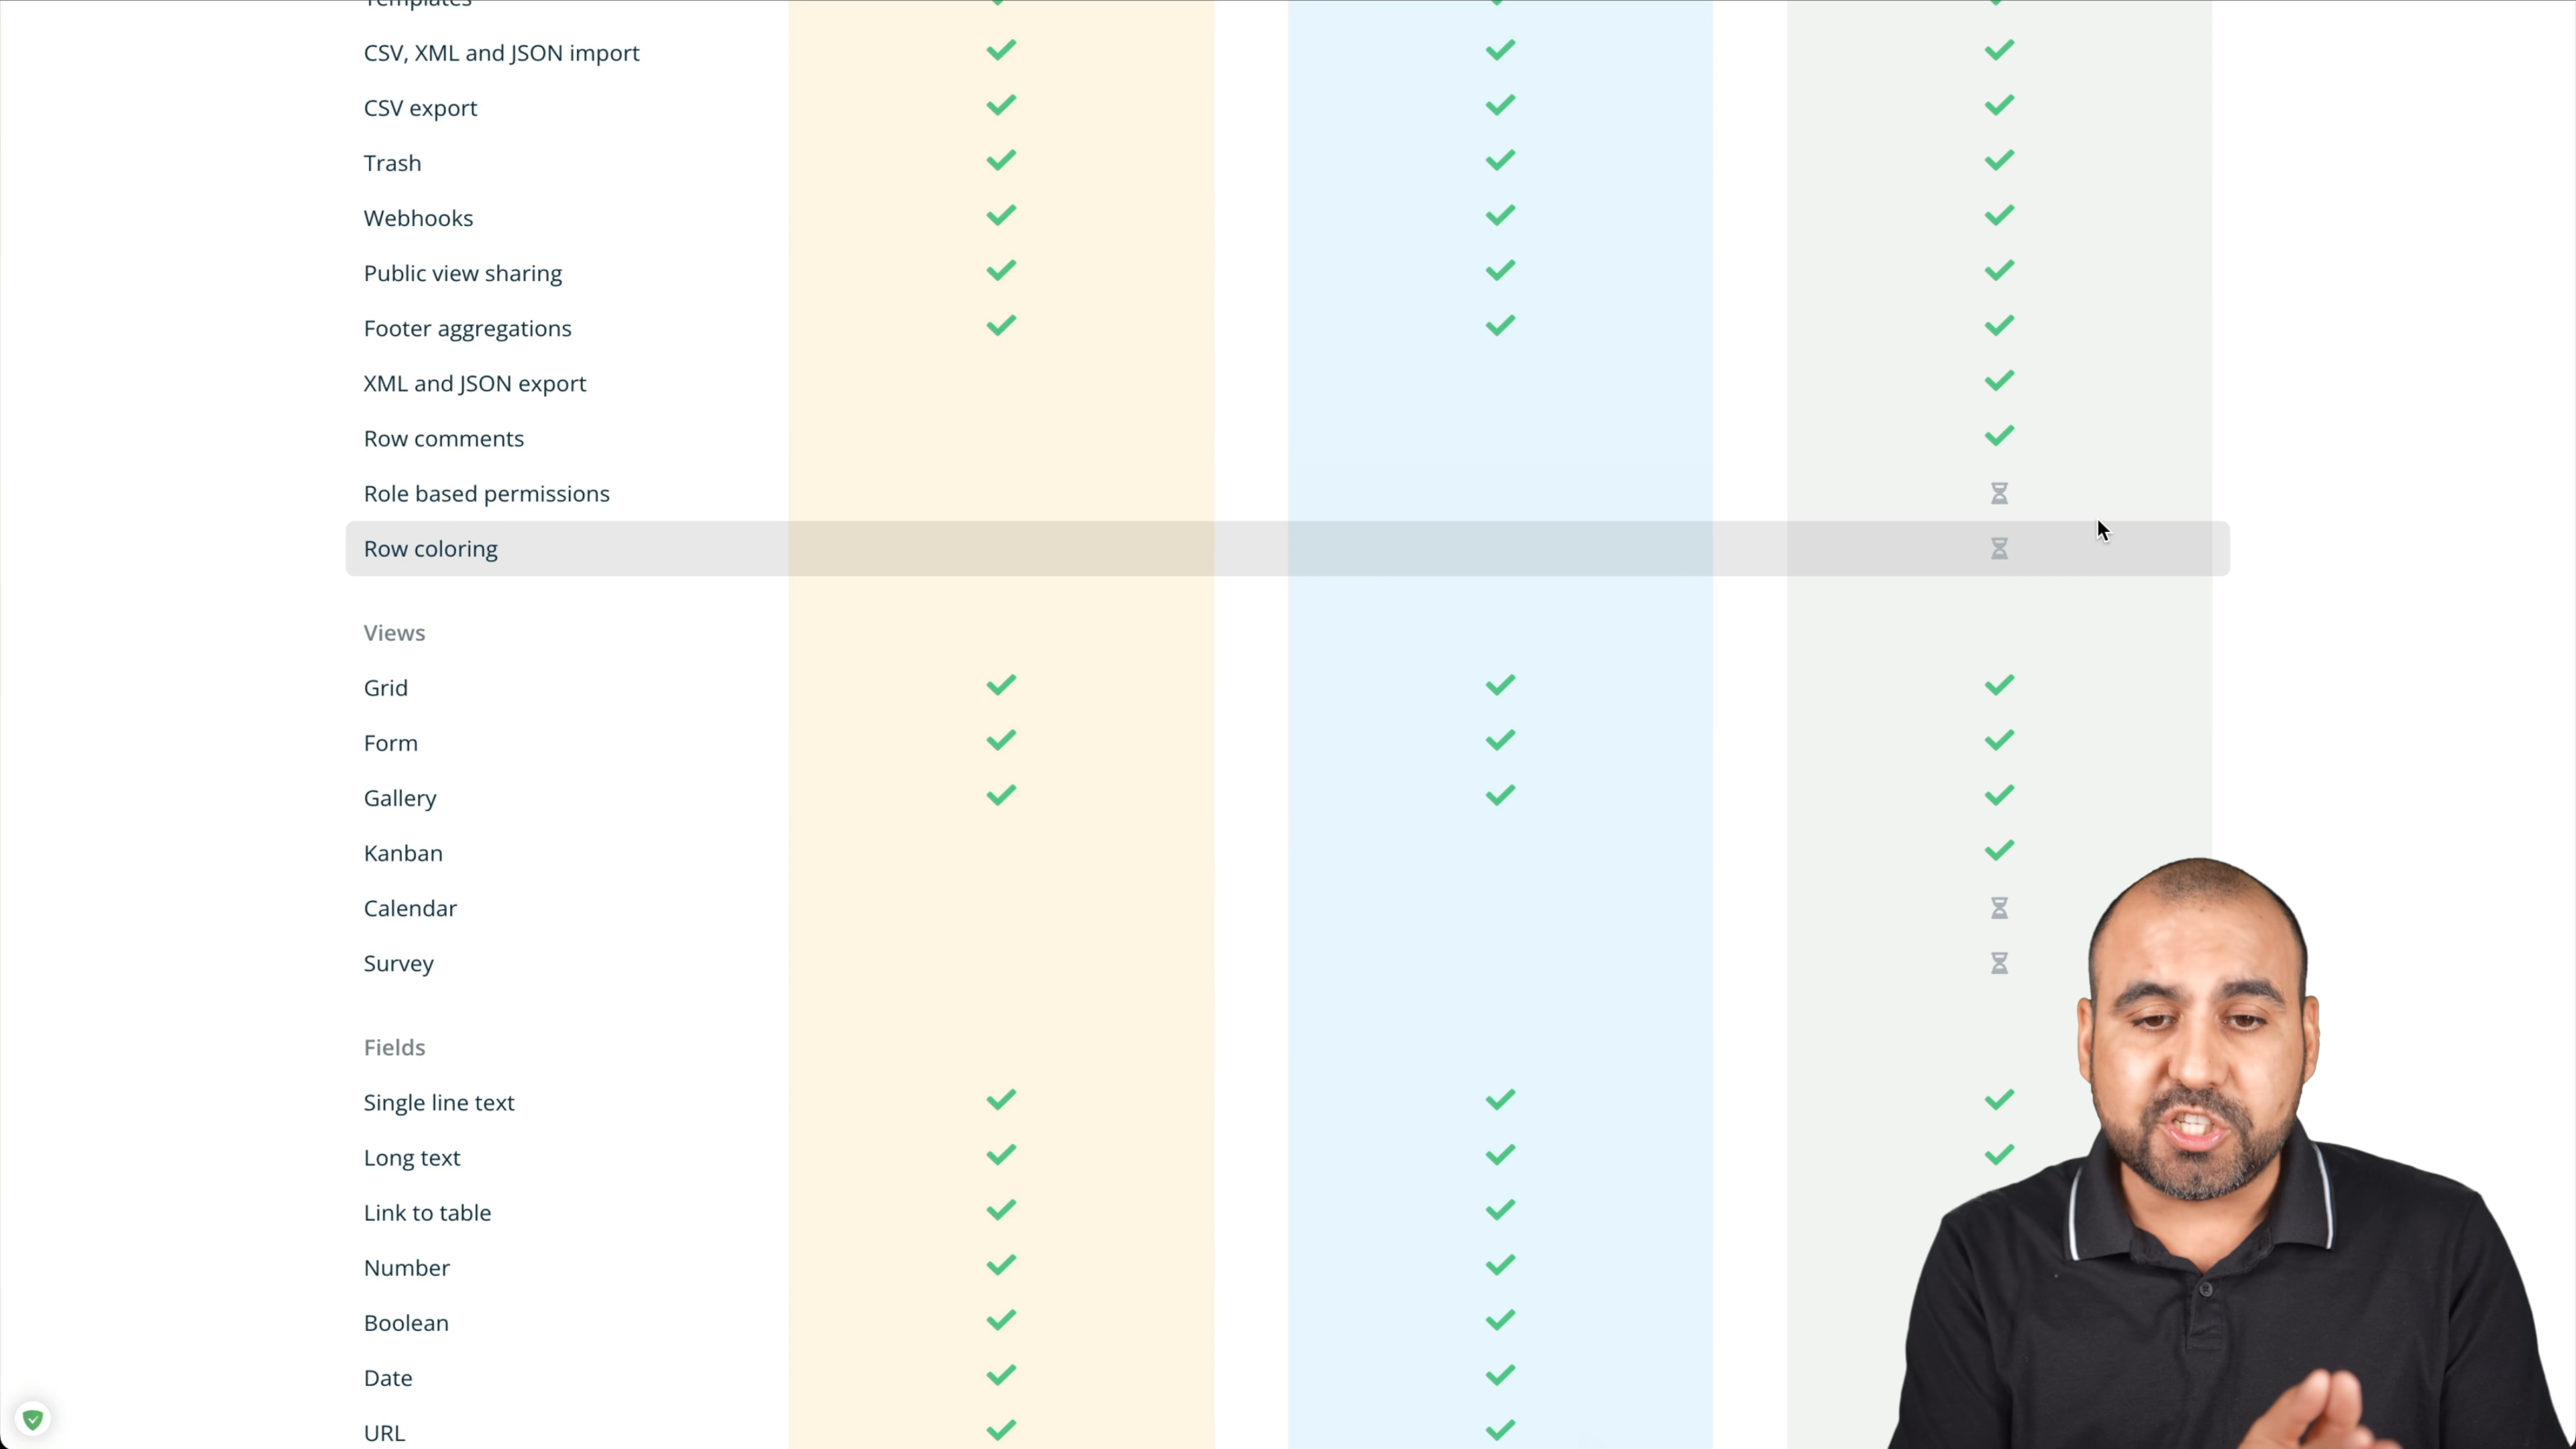 Templates
CSV, XML and JSON import
CSV export
Trash
Webhooks
Public view sharing
Footer aggregations
XML and JSON export
Row comments
Role based permissions
Row coloring
Views
Grid
Form
Gallery
Kanban
Calendar
Survey
Fields
Single line text
Long text
Link to table
Number
Boolean
Date
URL